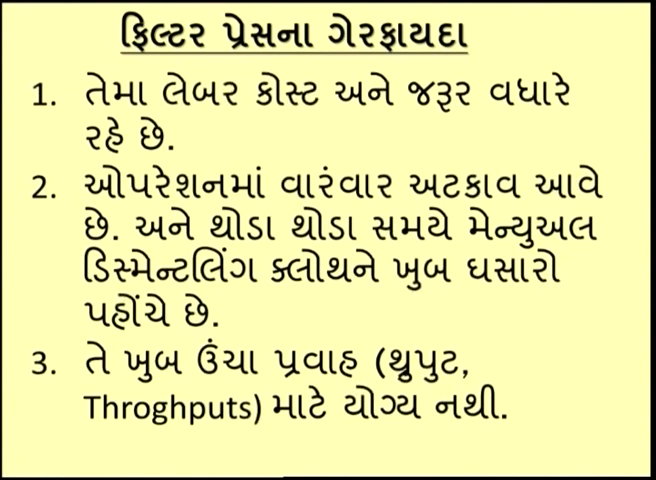 ફિલ્ટર પ્રેસના ગેરફાયદા
1. તેમા લેબર કોસ્ટ અને જરૂર વધારે
રહે છે.
2. ઓપરેશનમાં વારંવાર અટકાવ આવે
છે. અને થોડા થોડા સમયે મેન્યુઅલ
ડિસ્મેન્ટલિંગ ક્લોથને ખુબ ઘસારો
પહોંચે છે.
3. તે ખુબ ઉંચા પ્રવાહ (થ્રુપુટ,
Throghputs) માટે યોગ્ય નથી.